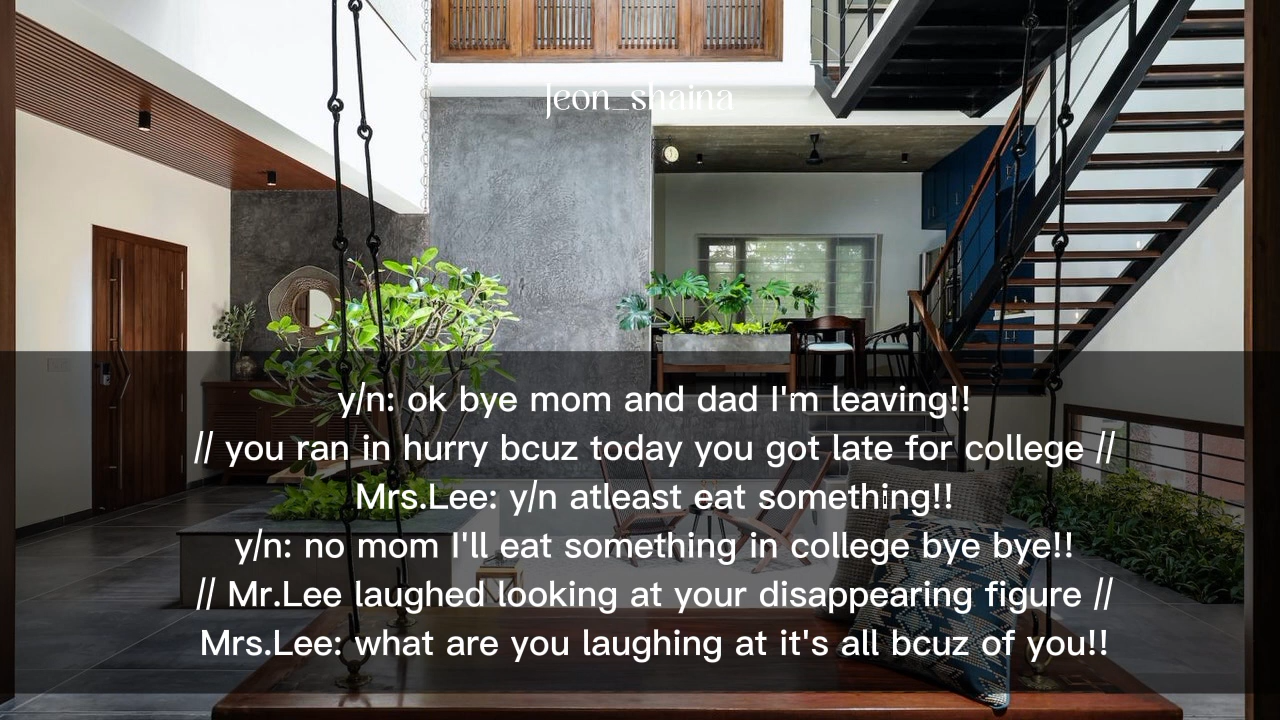 Jeon_shaina
y/n: ok bye mom and dad I'm leaving!!
// you ran in hurry bcuz today you got late for college //
Mrs.Lee: y/n atleast eat something!!
y/n: no mom I'll eat something in college bye bye!!
// Mr.Lee laughed looking at your disappearing figure //
Mrs.Lee: what are you laughing at it's all bcuz of you!!